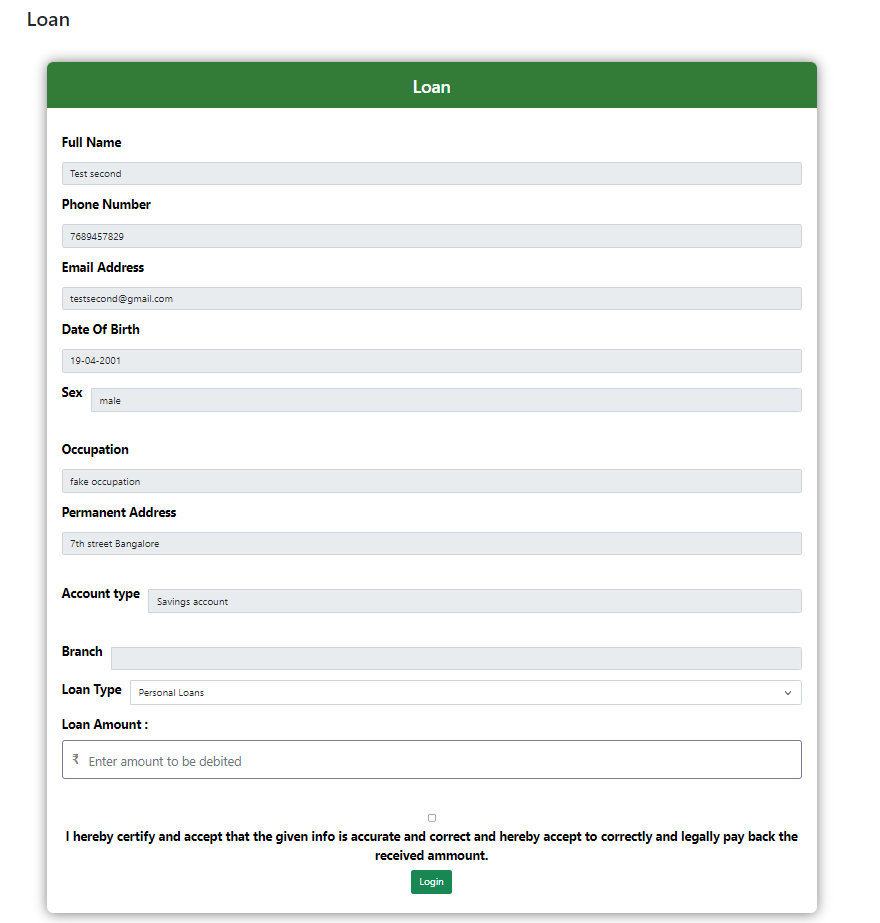 Loan
Loan
Full Name
Test second
Phone Number
7689457829
Email Address
testsecond@gmail.com
Date Of Birth
19-04-2001
Sex
male
Occupation
fake occupation
Permanent Address
7th street Bangalore
Account type
Savings account
Branch
Loan Type
Personal Loans
Loan Amount :
₹ Enter amount to be debited
I hereby certify and accept that the given info is accurate and correct and hereby accept to correctly and legally pay back the
received ammount.
Login